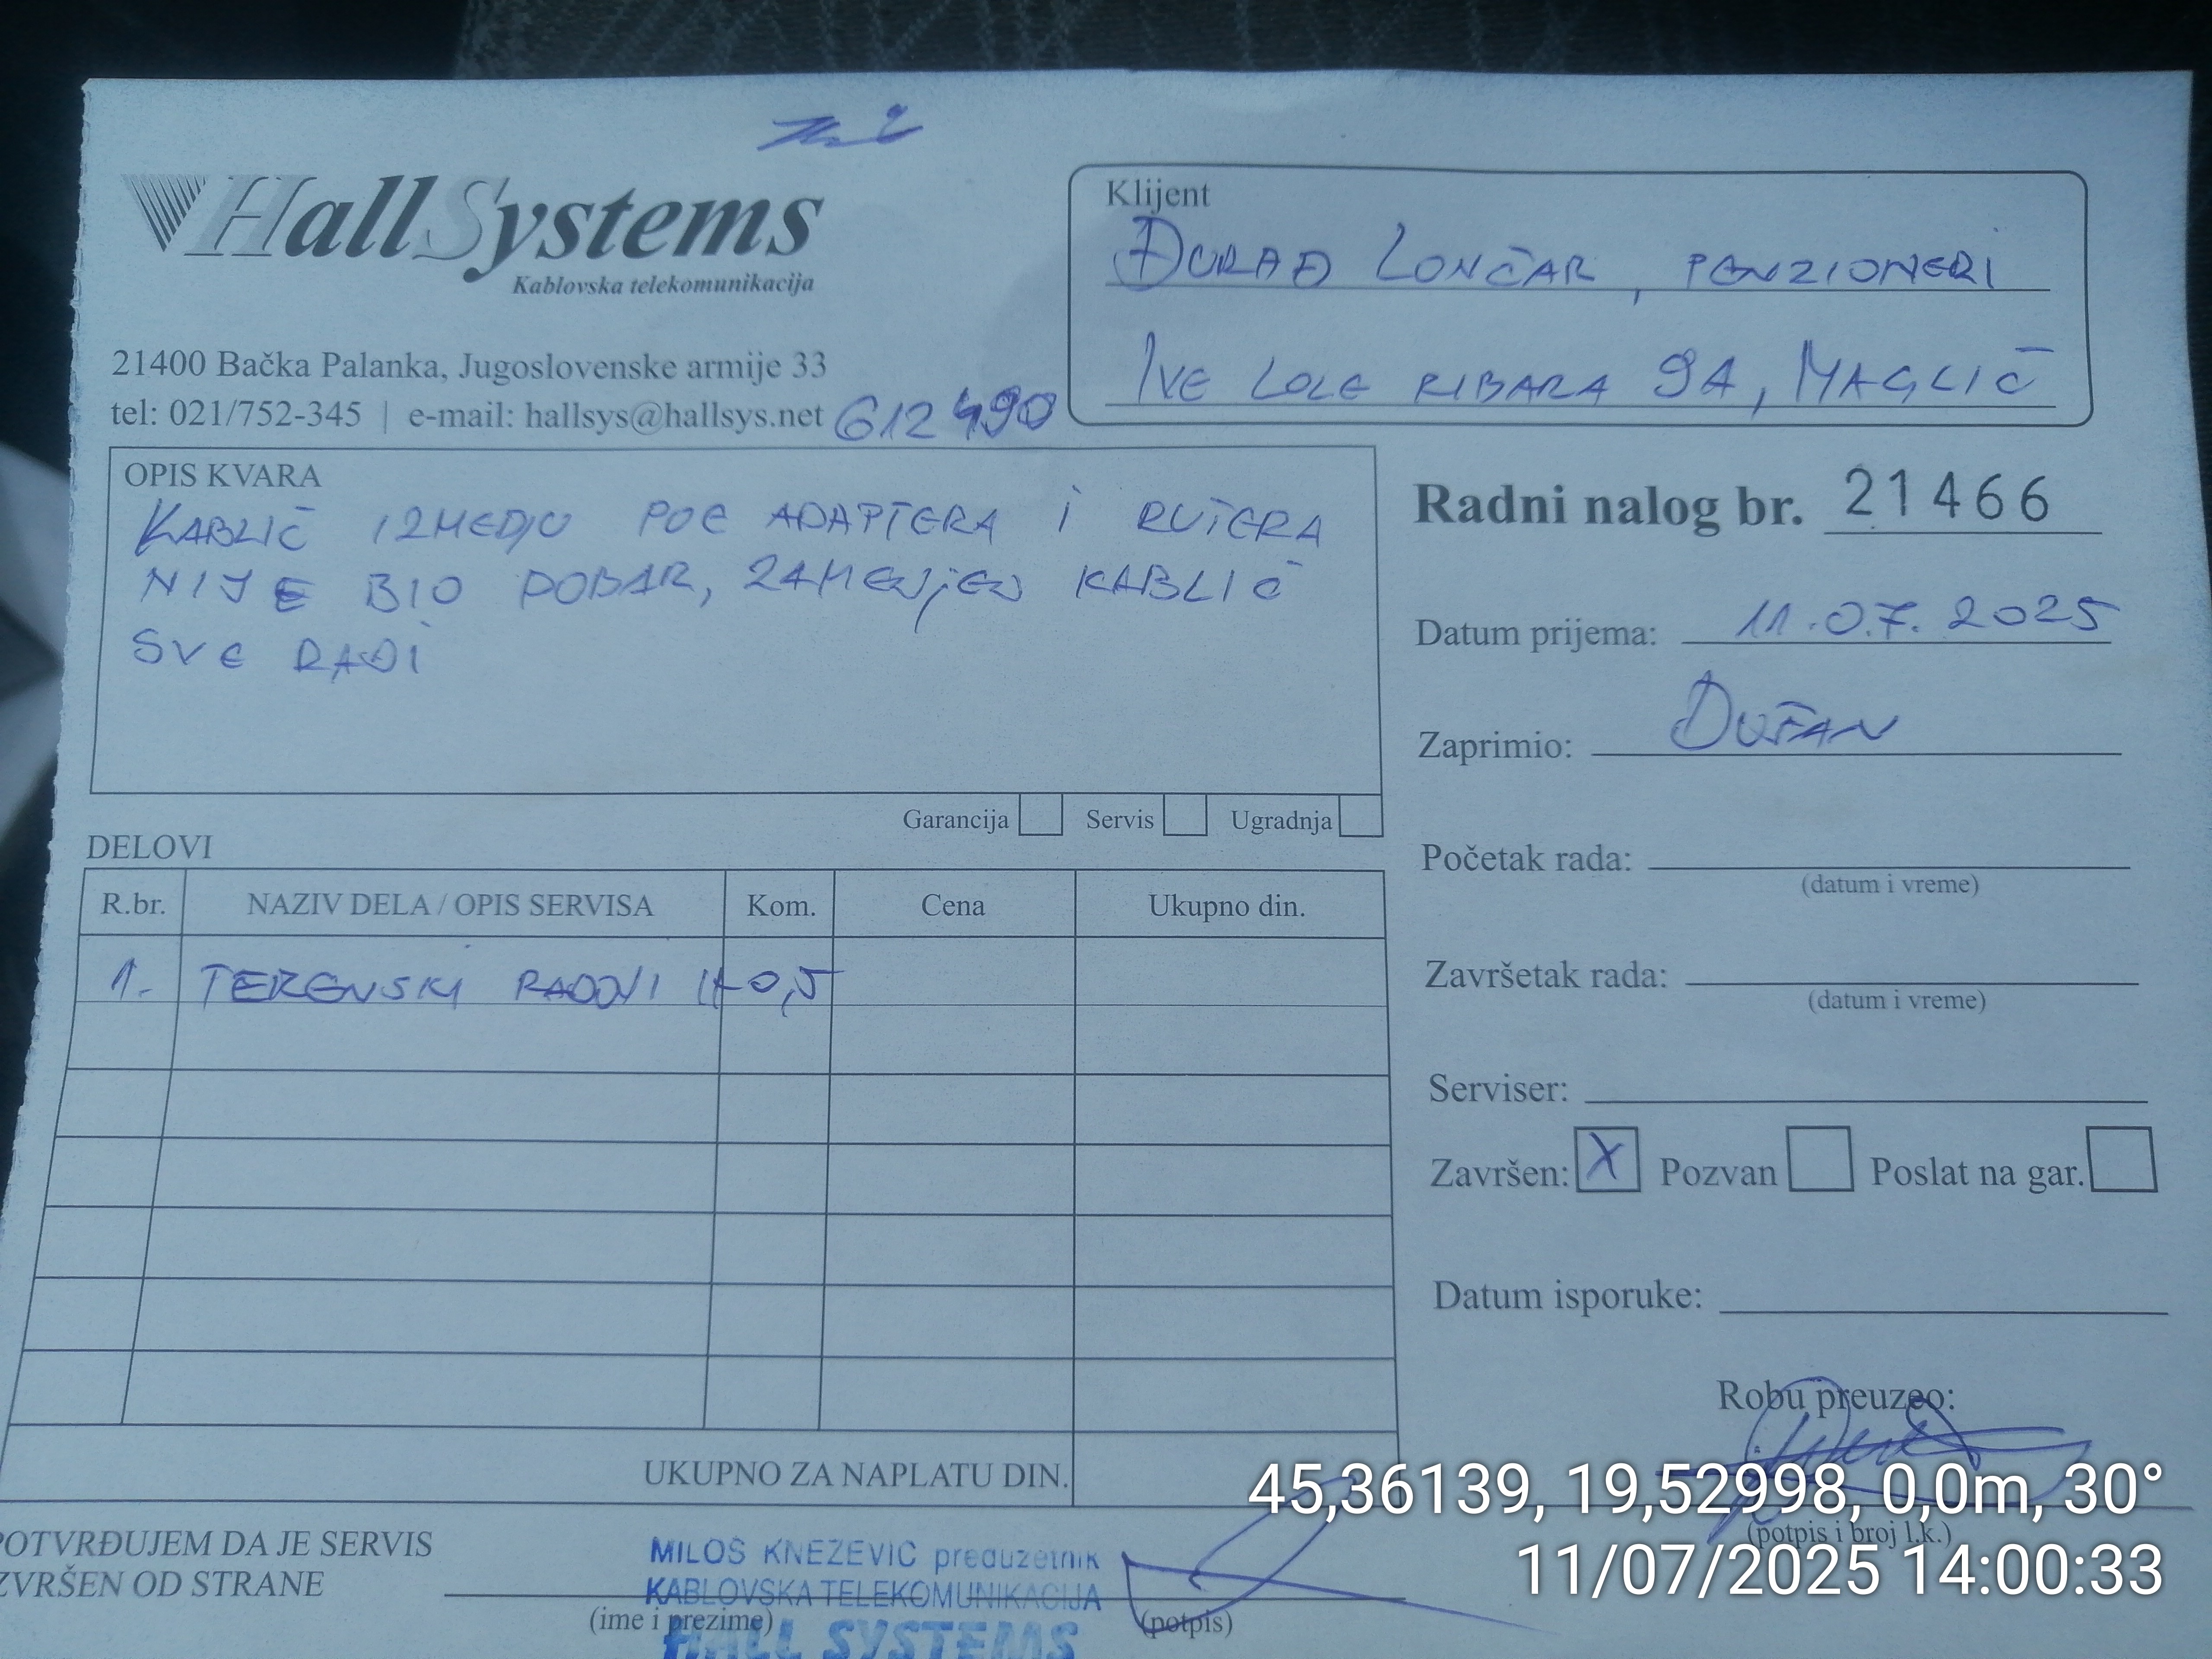 HallSystems
Kablovska telekomunikacija
21400 Bačka Palanka, Jugoslovenske armije 33
tel: 021/752-345 | e-mail: hallsys@hallsys.net 612490
Klijent
ĐURAĐ LONČAR, PENZIONERI
IVE LOLE RIBARA 9A, MAGLIĆ
OPIS KVARA
KABLIĆ IZMEDJU POE ADAPTERA I RUTERA
NIJE BIO DOBAR, ZAMENJEN KABLIĆ
SVE RADI
Garancija Servis Ugradnja
Radni nalog br. 21466
Datum prijema: 11.07.2025
Zaprimio: DUŠAN
Početak rada:
(datum i vreme)
Završetak rada:
(datum i vreme)
Serviser:
Završen: X Pozvan Poslat na gar.
Datum isporuke:
Robu preuzeo:
(potpis i broj l.k.)
DELOVI
R.br. NAZIV DELA / OPIS SERVISA Kom. Cena Ukupno din.
1. TERENSKI RADOVI 0,5
UKUPNO ZA NAPLATU DIN.
POTVRĐUJEM DA JE SERVIS
IZVRŠEN OD STRANE
MILOŠ KNEŽEVIĆ preduzetnik
KABLOVSKA TELEKOMUNIKACIJA
HALL SYSTEMS
(ime i prezime) (potpis)
45,36139, 19,52998, 0,0m, 30°
11/07/2025 14:00:33